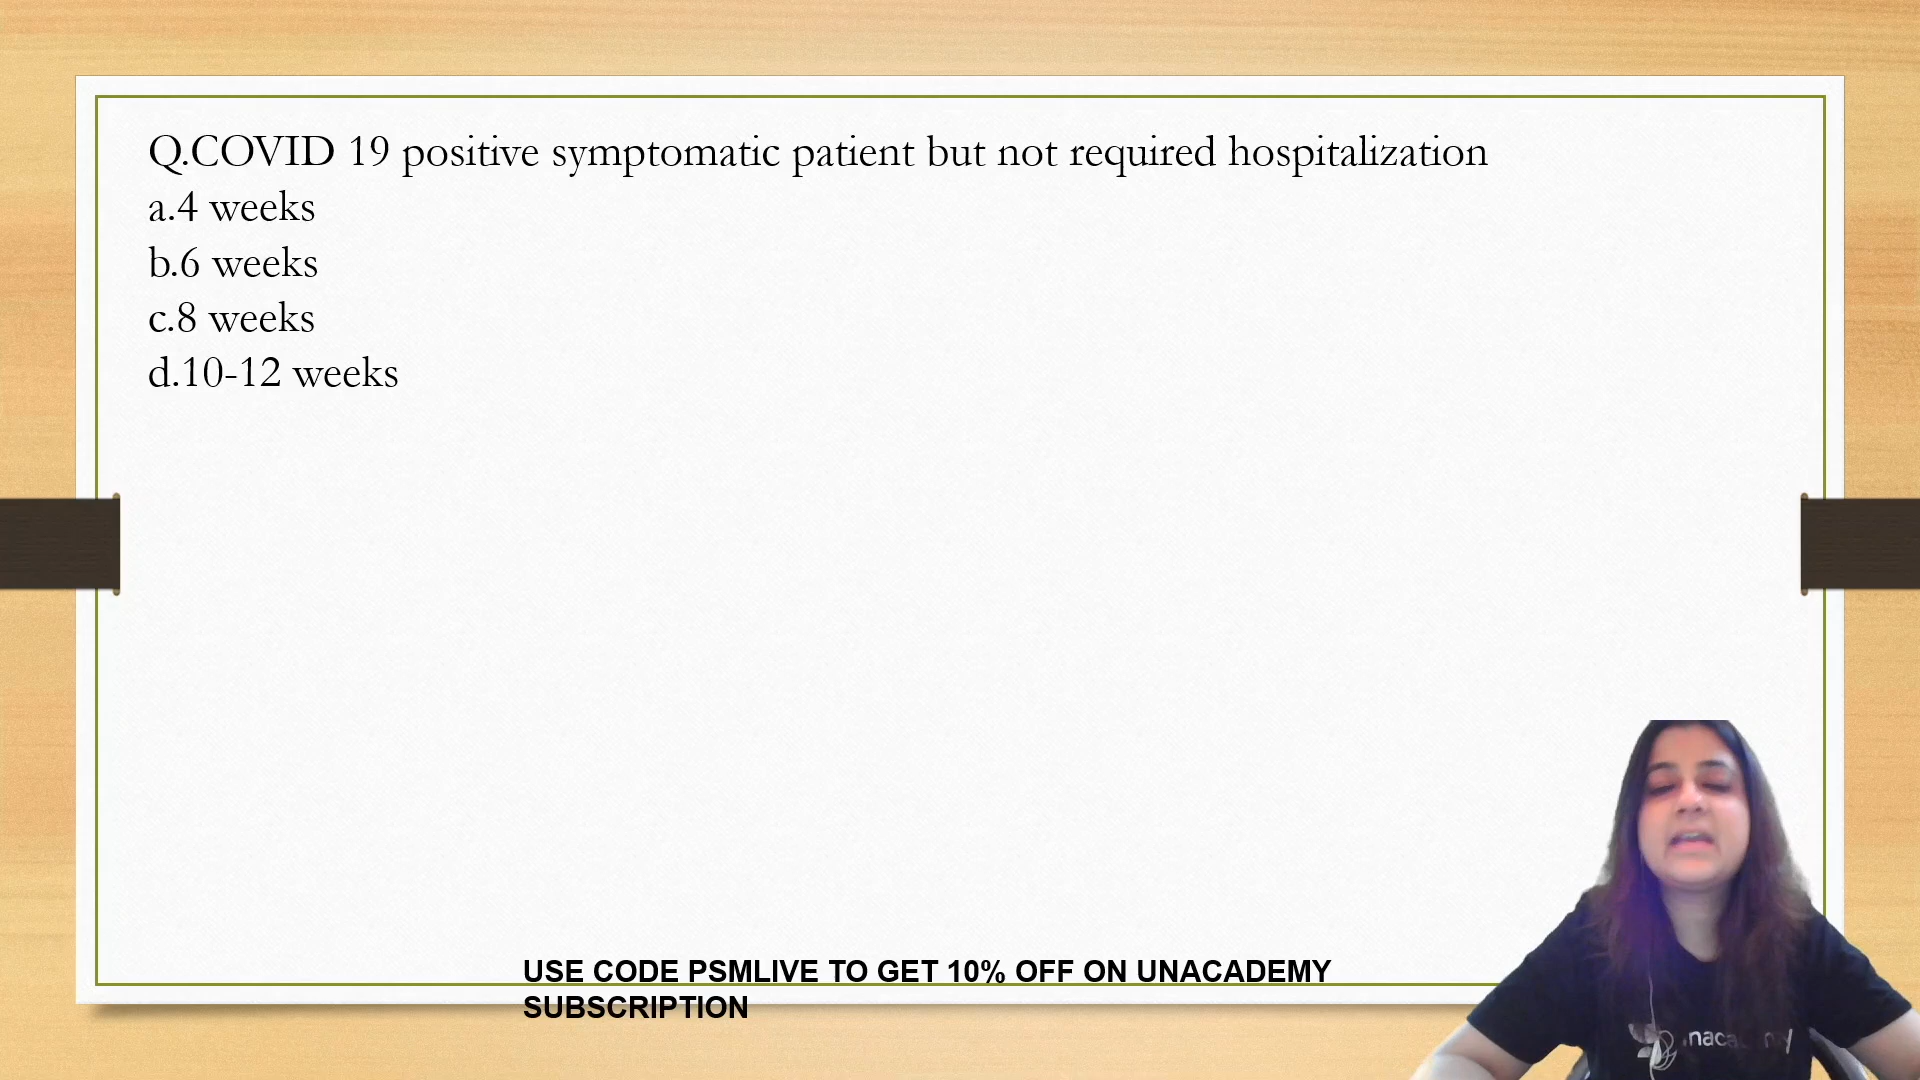 Q.COVID 19 positive symptomatic patient but not required hospitalization
a.4 weeks
b.6 weeks
c.8 weeks
d.10-12 weeks
USE CODE PSMLIVE TO GET 10% OFF ON UNACADEMY
SUBSCRIPTION